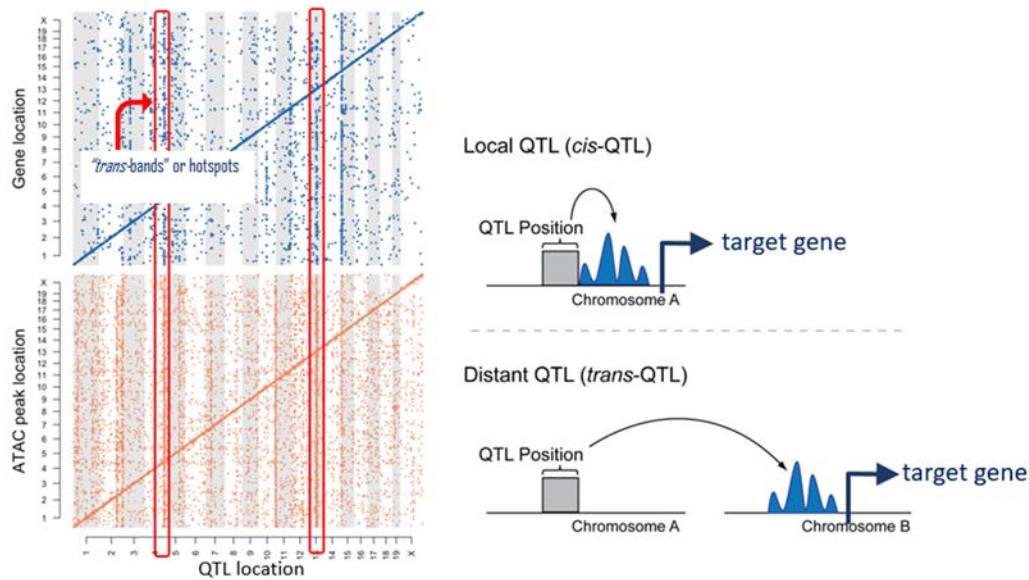 Gene location
X
19
18
17
16
15
14
13
12
11
10
9
8
7
6
5
4
3
2
1
"trans-bands" or hotspots
ATAC peak location
X
19
18
17
16
15
14
13
12
11
10
9
8
7
6
5
4
3
2
1
1 2 3 5 6 7 8 9 10 11 12 13 14 15 16 17 18 19 X
QTL location
Local QTL (cis-QTL)
QTL Position
target gene
Chromosome A
Distant QTL (trans-QTL)
QTL Position
target gene
Chromosome A
Chromosome B